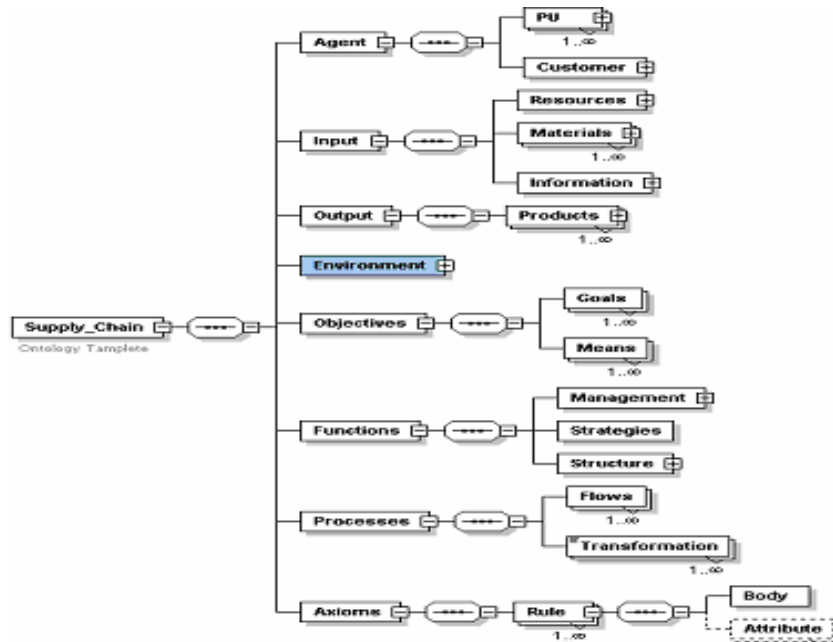 PU
1..∞
Agent
Customer
Resources
Input
Materials
1..∞
Information
Output
Products
1..∞
Environment
Supply_Chain
Ontology Tamplete
Objectives
Goals
1..∞
Means
1..∞
Management
Functions
Strategies
Structure
Flows
1..∞
Processes
Transformation
1..∞
Axioms
Rule
1..∞
Body
Attribute